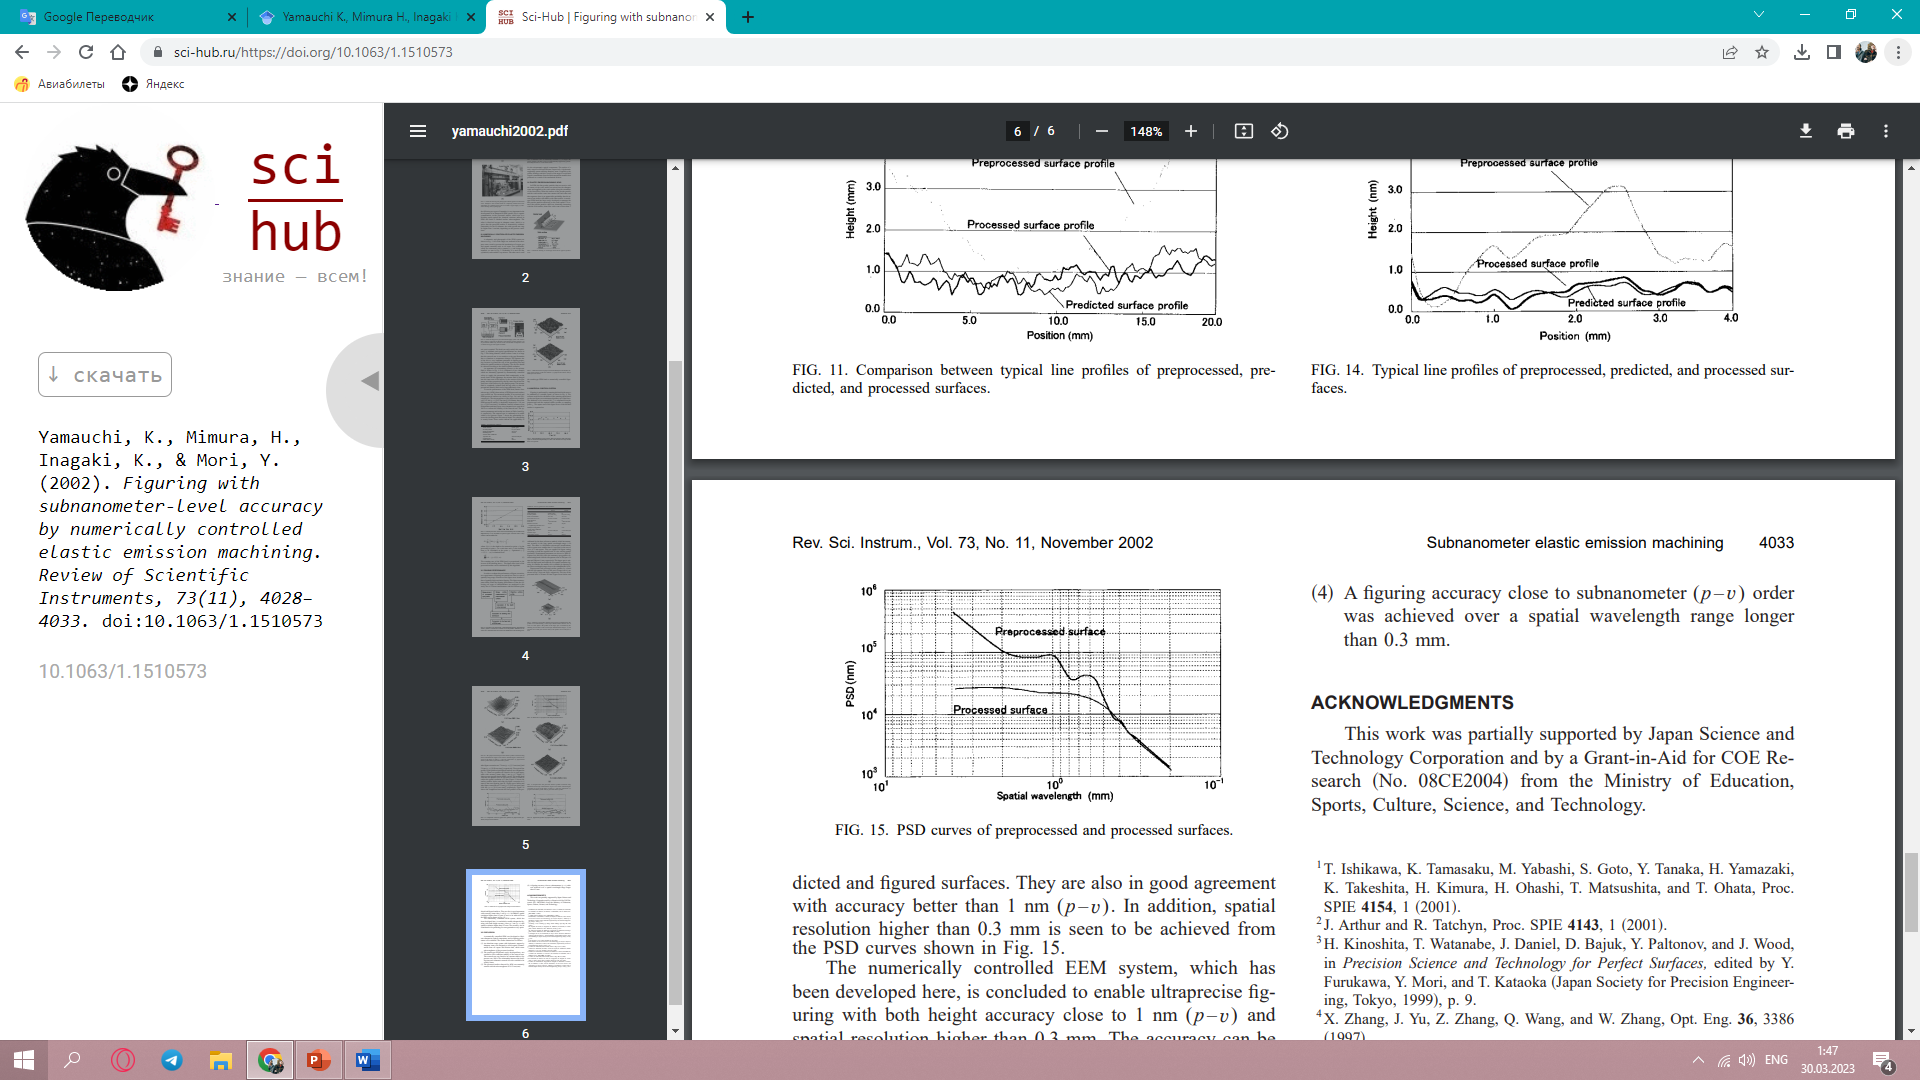 Google Переводчик
Yamauchi K., Mimura H., Inagaki
Sci-Hub | Figuring with subnanor
sci-hub.ru/https://doi.org/10.1063/1.1510573
Авиабилеты
Яндекс
sci
hub
знание — всем!
↓ скачать
Yamauchi, K., Mimura, H.,
Inagaki, K., & Mori, Y.
(2002). Figuring with
subnanometer-level accuracy
by numerically controlled
elastic emission machining.
Review of Scientific
Instruments, 73(11), 4028–
4033. doi:10.1063/1.1510573
10.1063/1.1510573
yamauchi2002.pdf
6 / 6
148%
2
3
4
5
6
Preprocessed surface profile
Height (mm)
3.0
2.0
1.0
0.0
Processed surface profile
Predicted surface profile
0.0 5.0 10.0 15.0 20.0
Position (mm)
FIG. 11. Comparison between typical line profiles of preprocessed, pre-
dicted, and processed surfaces.
Preprocessed surface profile
Height (mm)
3.0
2.0
1.0
0.0
Processed surface profile
Predicted surface profile
0.0 1.0 2.0 3.0 4.0
Position (mm)
FIG. 14. Typical line profiles of preprocessed, predicted, and processed sur-
faces.
Rev. Sci. Instrum., Vol. 73, No. 11, November 2002
Subnanometer elastic emission machining 4033
PSD (nm)
10⁶
10⁵
10⁴
10³
Preprocessed surface
Processed surface
10¹ 10⁰ 10⁻¹
Spatial wavelength (mm)
FIG. 15. PSD curves of preprocessed and processed surfaces.
dicted and figured surfaces. They are also in good agreement
with accuracy better than 1 nm (p–v). In addition, spatial
resolution higher than 0.3 mm is seen to be achieved from
the PSD curves shown in Fig. 15.
The numerically controlled EEM system, which has
been developed here, is concluded to enable ultraprecise fig-
uring with both height accuracy close to 1 nm (p–v) and
spatial resolution higher than 0.3 mm. The accuracy can be
(4) A figuring accuracy close to subnanometer (p–v) order
was achieved over a spatial wavelength range longer
than 0.3 mm.
ACKNOWLEDGMENTS
This work was partially supported by Japan Science and
Technology Corporation and by a Grant-in-Aid for COE Re-
search (No. 08CE2004) from the Ministry of Education,
Sports, Culture, Science, and Technology.
¹T. Ishikawa, K. Tamasaku, M. Yabashi, S. Goto, Y. Tanaka, H. Yamazaki,
K. Takeshita, H. Kimura, H. Ohashi, T. Matsushita, and T. Ohata, Proc.
SPIE 4154, 1 (2001).
²J. Arthur and R. Tatchyn, Proc. SPIE 4143, 1 (2001).
³H. Kinoshita, T. Watanabe, J. Daniel, D. Bajuk, Y. Paltonov, and J. Wood,
in Precision Science and Technology for Perfect Surfaces, edited by Y.
Furukawa, Y. Mori, and T. Kataoka (Japan Society for Precision Engineer-
ing, Tokyo, 1999), p. 9.
⁴X. Zhang, J. Yu, Z. Zhang, Q. Wang, and W. Zhang, Opt. Eng. 36, 3386
(1997).
ENG
1:47
30.03.2023
4